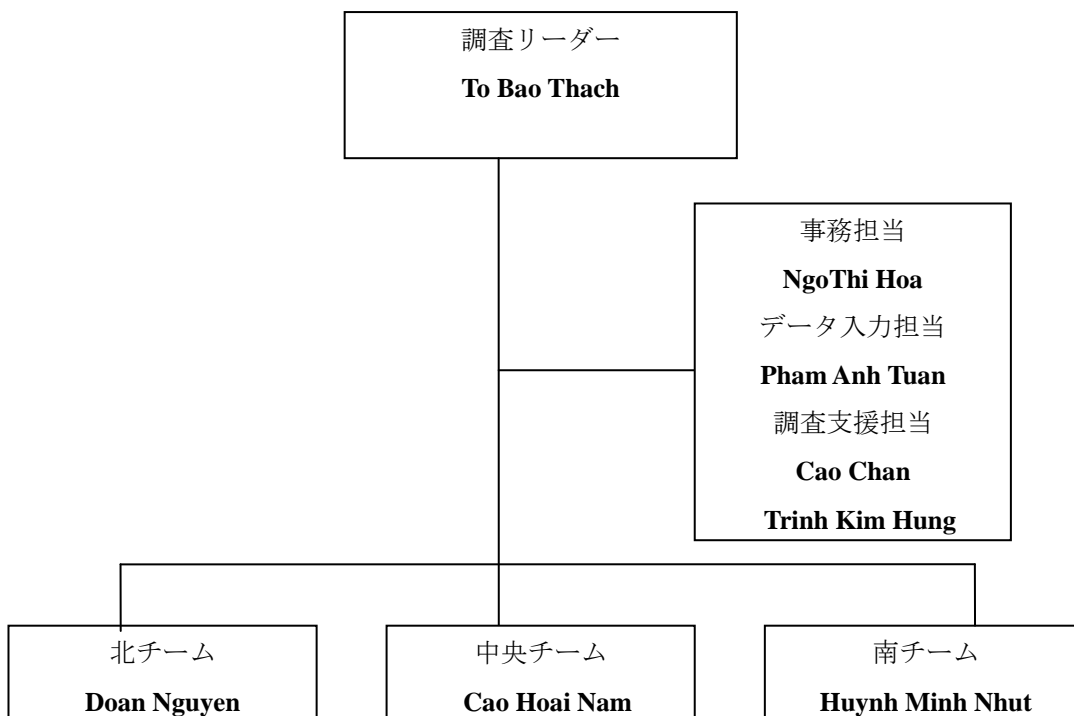 調査リーダー
To Bao Thach
事務担当
NgoThi Hoa
データ入力担当
Pham Anh Tuan
調査支援担当
Cao Chan
Trinh Kim Hung
北チーム
Doan Nguyen
中央チーム
Cao Hoai Nam
南チーム
Huynh Minh Nhut